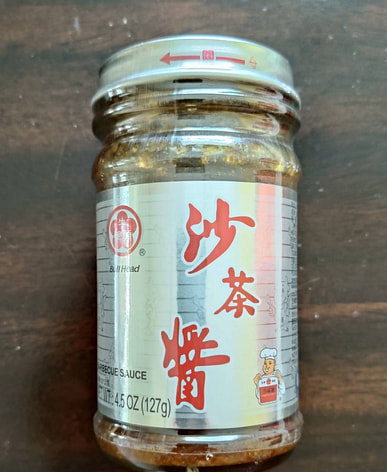 開
Bull Head
®
沙
茶
醬
BARBECUE SAUCE
NET WT: 4.5 OZ (127g)